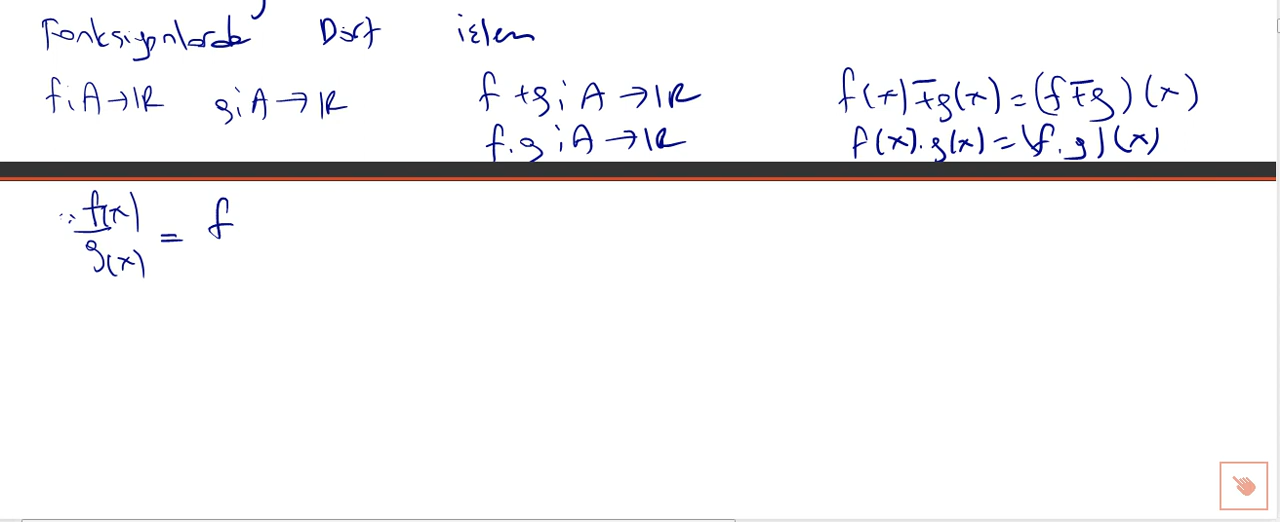 Fonksiyonlarda Dört işlem
f: A→IR g: A→IR f+g: A→IR f(x)∓g(x)=(f∓g)(x)
f.g: A→IR f(x).g(x)=(f.g)(x)
f(x)/g(x) = f